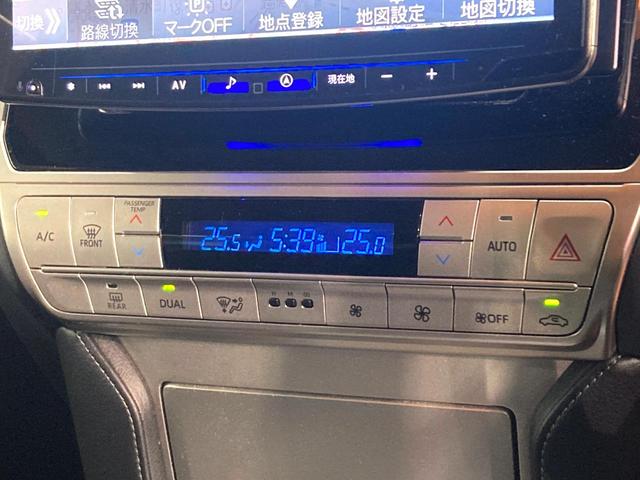 切換 路線切換 マークOFF 地点登録 地図設定 地図切換
AV 現在地 − +
PASSENGER TEMP
A/C FRONT 25.5 5:39 25.0 AUTO
REAR DUAL H M OFF